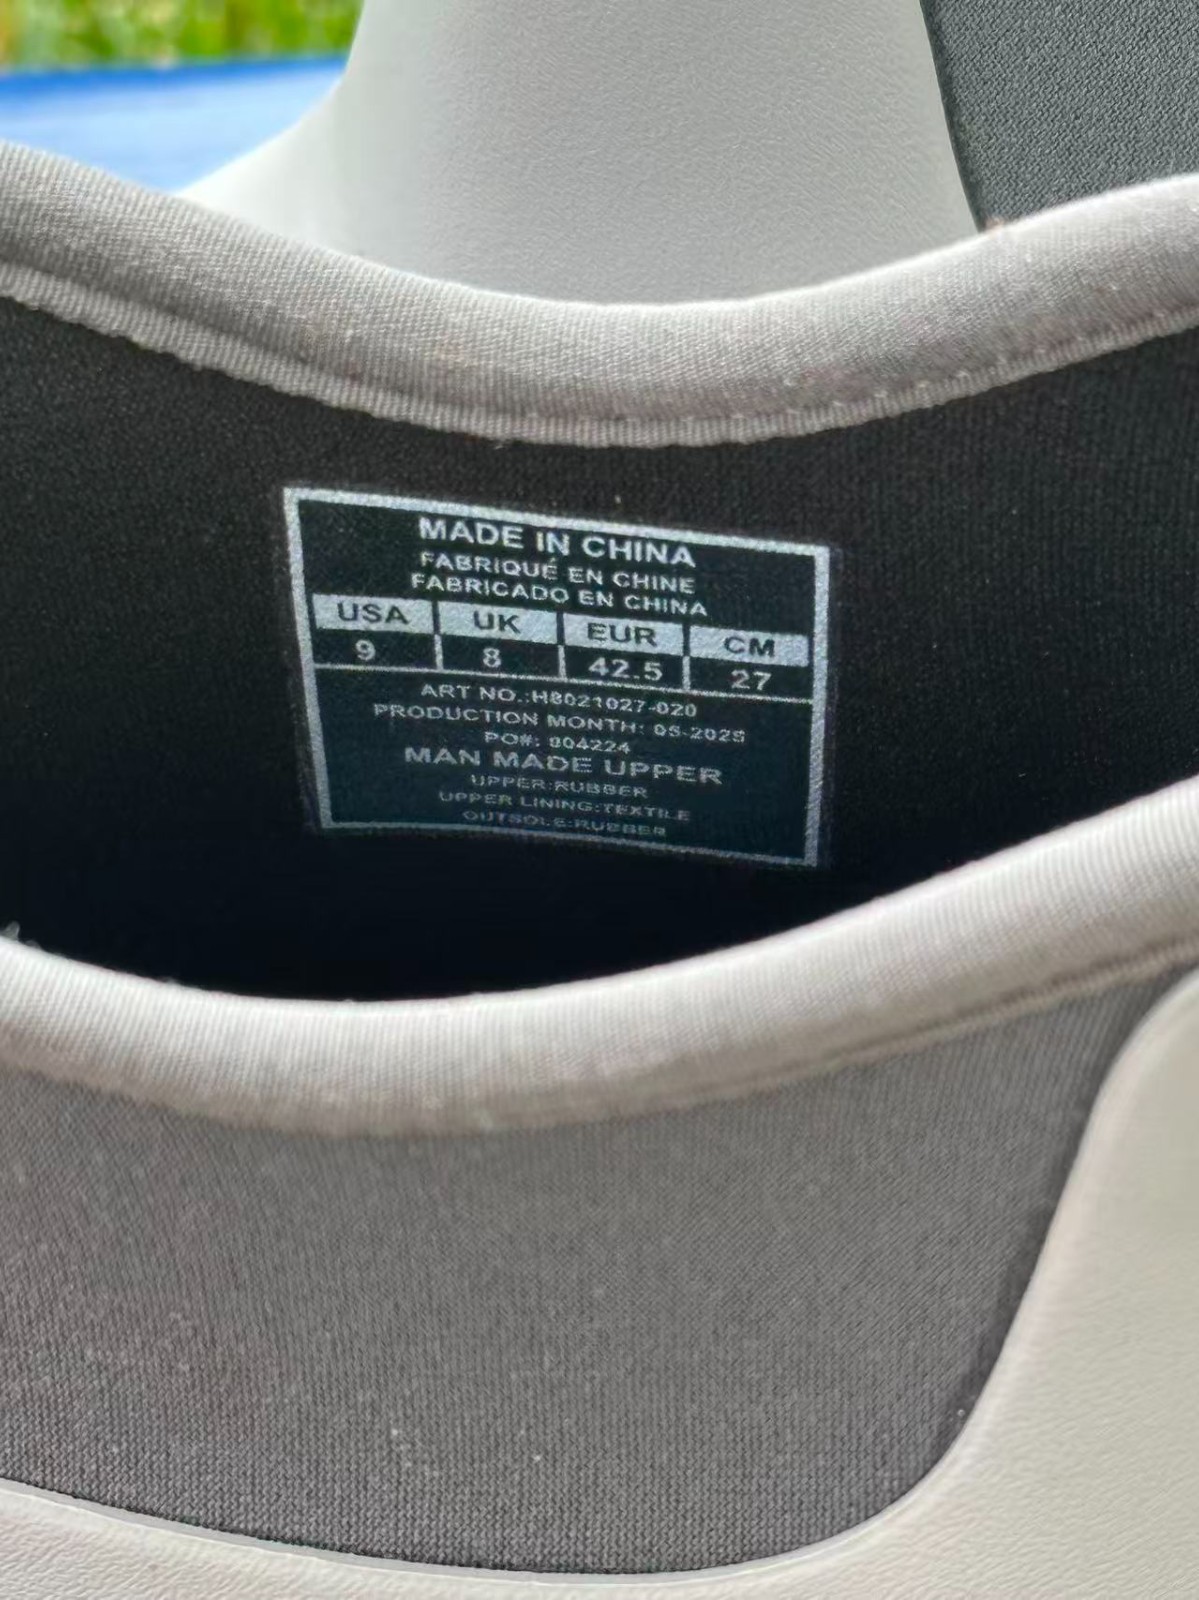 MADE IN CHINA
FABRIQUÉ EN CHINE
FABRICADO EN CHINA
USA UK EUR CM
9 8 42.5 27
ART NO.:H8021027-020
PRODUCTION MONTH: 05-2025
PO#: 804224
MAN MADE UPPER
UPPER:RUBBER
UPPER LINING:TEXTILE
OUTSOLE:RUBBER